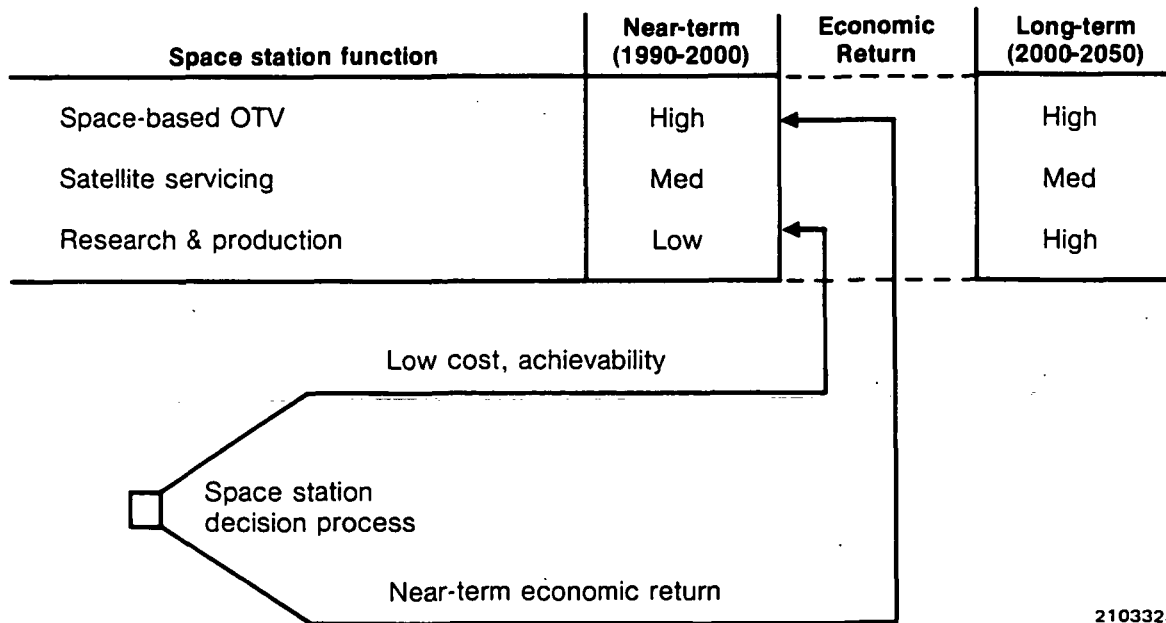 Space station function
Near-term
(1990-2000)
Economic
Return
Long-term
(2000-2050)
Space-based OTV High High
Satellite servicing Med Med
Research & production Low High
Low cost, achievability
Space station
decision process
Near-term economic return
210332